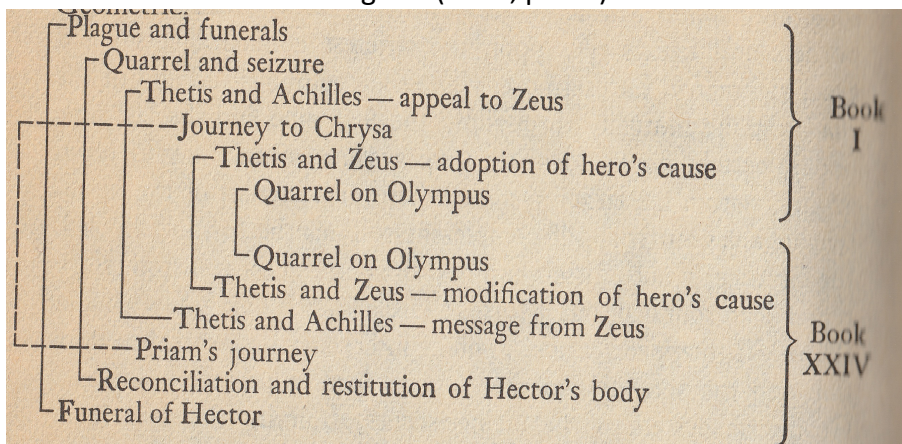 Plague and funerals
Quarrel and seizure
Thetis and Achilles — appeal to Zeus
Journey to Chrysa
Thetis and Zeus — adoption of hero's cause
Quarrel on Olympus
Book
I
Quarrel on Olympus
Thetis and Zeus — modification of hero's cause
Thetis and Achilles — message from Zeus
Priam's journey
Reconciliation and restitution of Hector's body
Funeral of Hector
Book
XXIV